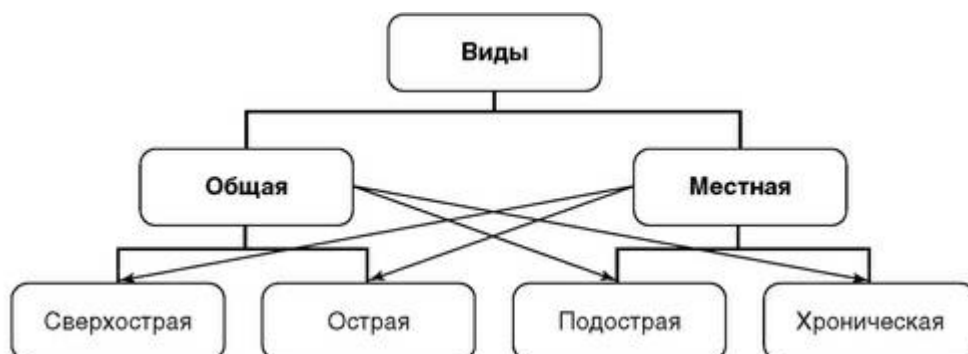 Виды
Общая
Местная
Сверхострая
Острая
Подострая
Хроническая